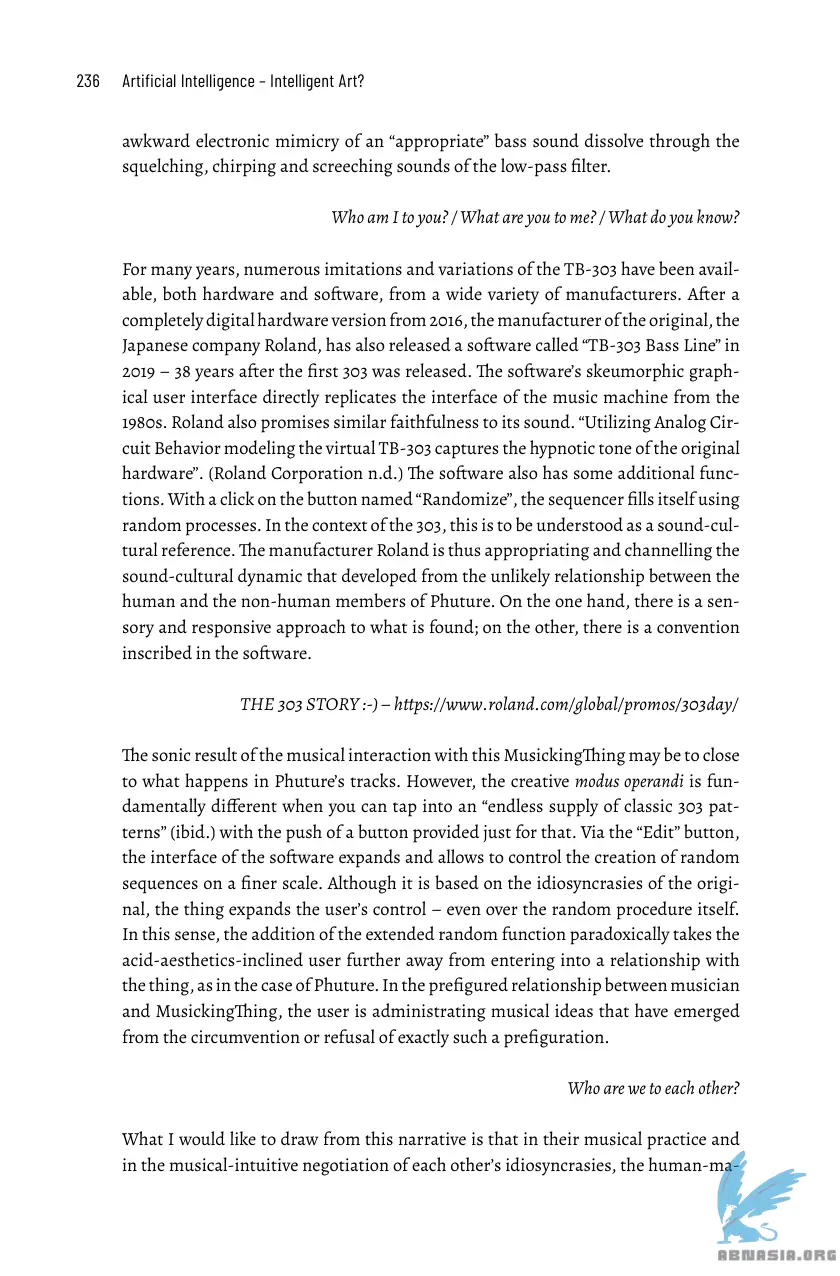 236 Artificial Intelligence – Intelligent Art?
awkward electronic mimicry of an “appropriate” bass sound dissolve through the
squelching, chirping and screeching sounds of the low-pass filter.
Who am I to you? / What are you to me? / What do you know?
For many years, numerous imitations and variations of the TB-303 have been avail-
able, both hardware and software, from a wide variety of manufacturers. After a
completely digital hardware version from 2016, the manufacturer of the original, the
Japanese company Roland, has also released a software called “TB-303 Bass Line” in
2019 – 38 years after the first 303 was released. The software’s skeumorphic graph-
ical user interface directly replicates the interface of the music machine from the
1980s. Roland also promises similar faithfulness to its sound. “Utilizing Analog Cir-
cuit Behavior modeling the virtual TB-303 captures the hypnotic tone of the original
hardware”. (Roland Corporation n.d.) The software also has some additional func-
tions. With a click on the button named “Randomize”, the sequencer fills itself using
random processes. In the context of the 303, this is to be understood as a sound-cul-
tural reference. The manufacturer Roland is thus appropriating and channelling the
sound-cultural dynamic that developed from the unlikely relationship between the
human and the non-human members of Phuture. On the one hand, there is a sen-
sory and responsive approach to what is found; on the other, there is a convention
inscribed in the software.
THE 303 STORY :-) – https://www.roland.com/global/promos/303day/
The sonic result of the musical interaction with this MusickingThing may be to close
to what happens in Phuture’s tracks. However, the creative modus operandi is fun-
damentally different when you can tap into an “endless supply of classic 303 pat-
terns” (ibid.) with the push of a button provided just for that. Via the “Edit” button,
the interface of the software expands and allows to control the creation of random
sequences on a finer scale. Although it is based on the idiosyncrasies of the origi-
nal, the thing expands the user’s control – even over the random procedure itself.
In this sense, the addition of the extended random function paradoxically takes the
acid-aesthetics-inclined user further away from entering into a relationship with
the thing, as in the case of Phuture. In the prefigured relationship between musician
and MusickingThing, the user is administrating musical ideas that have emerged
from the circumvention or refusal of exactly such a prefiguration.
Who are we to each other?
What I would like to draw from this narrative is that in their musical practice and
in the musical-intuitive negotiation of each other’s idiosyncrasies, the human-ma-
ABNASIA.ORG